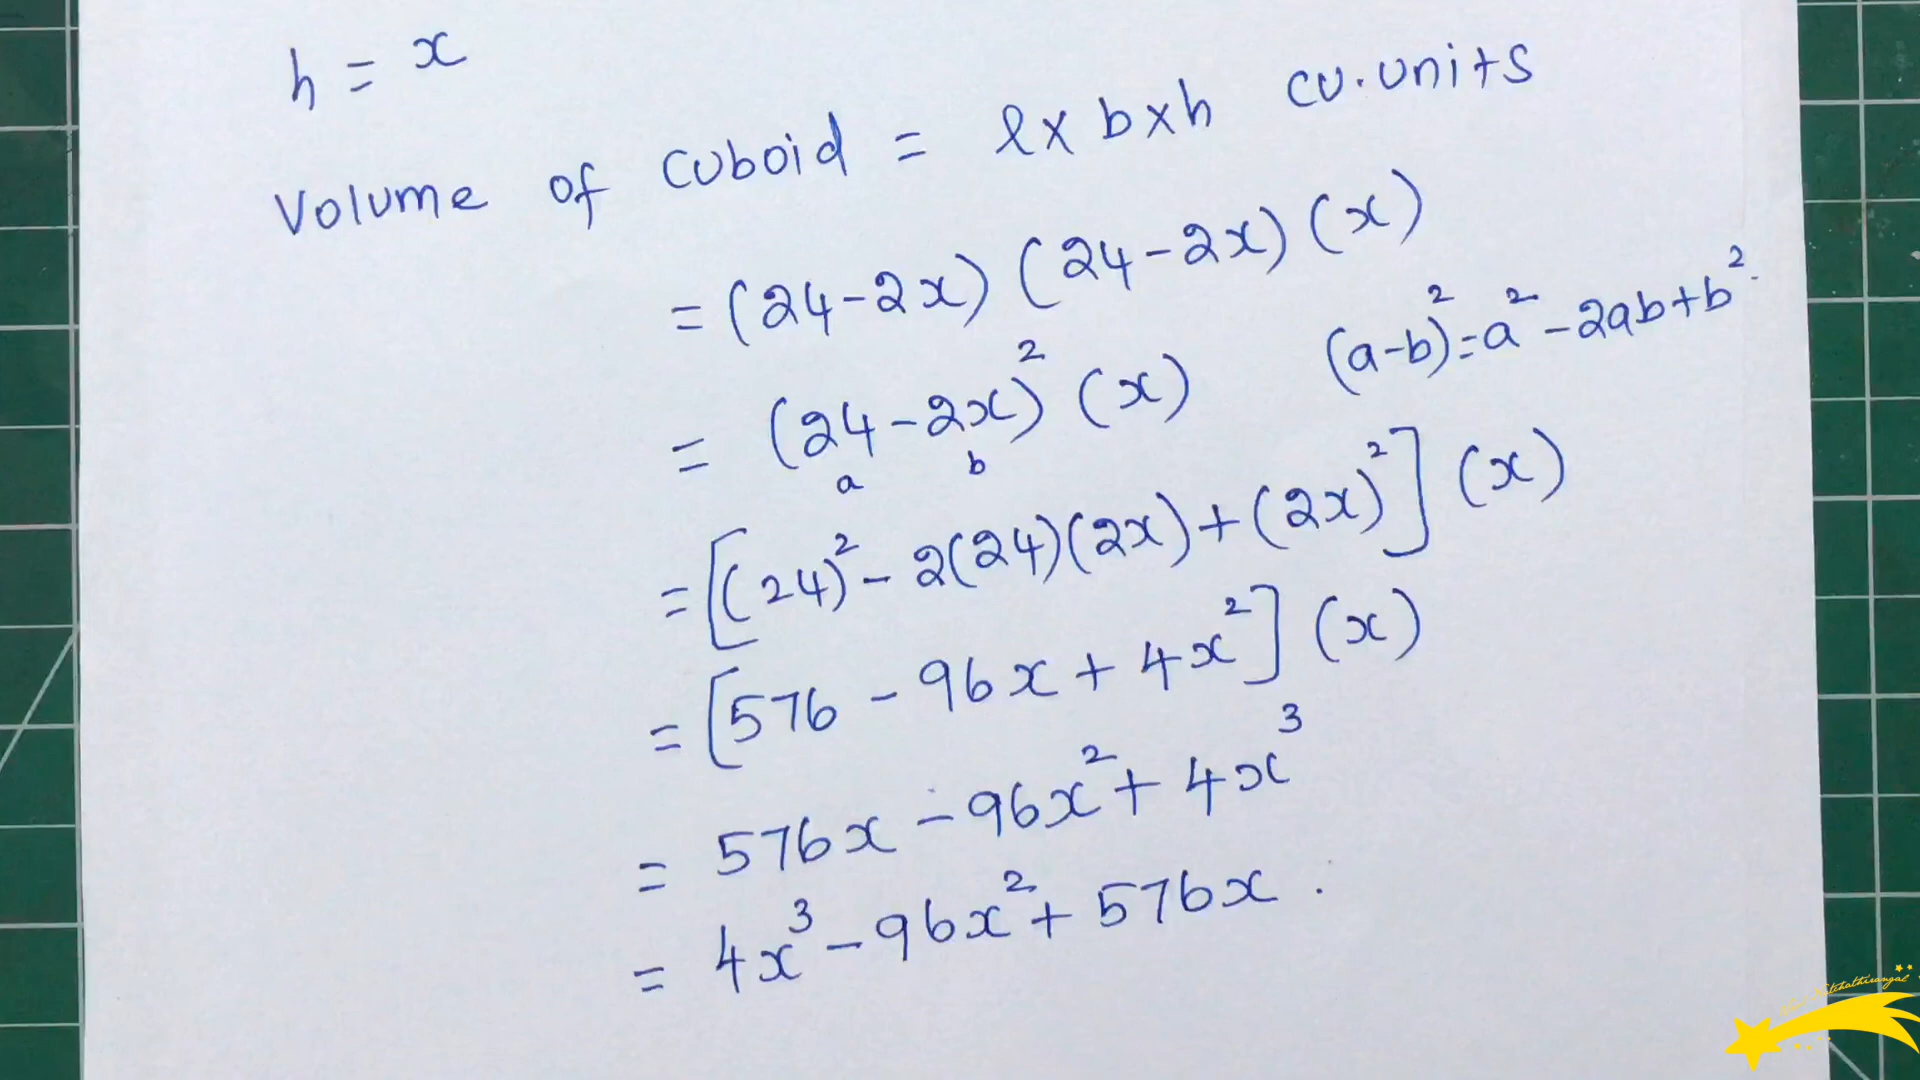 h = x
Volume of cuboid = l x b x h cu.units
= (24-2x) (24-2x) (x)
= (24-2x)² (x) (a-b)² = a² - 2ab + b².
a b
= [(24)² - 2(24)(2x) + (2x)²] (x)
= [576 - 96x + 4x²] (x)
= 576x - 96x² + 4x³
= 4x³ - 96x² + 576x .